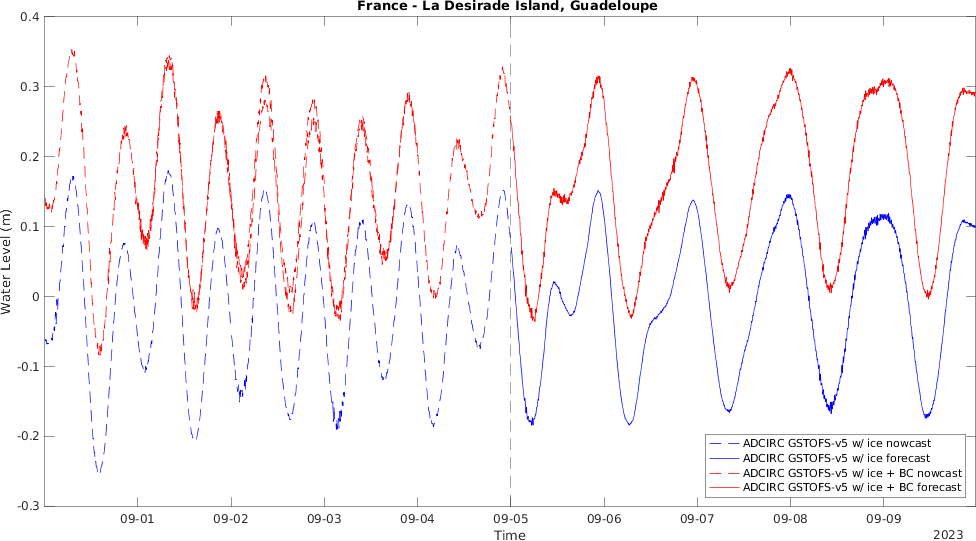 France - La Desirade Island, Guadeloupe
0.4
0.3
0.2
0.1
0
-0.1
-0.2
-0.3
Water Level (m)
09-01
09-02
09-03
09-04
09-05
09-06
09-07
09-08
09-09
Time
2023
ADCIRC GSTOFS-v5 w/ ice nowcast
ADCIRC GSTOFS-v5 w/ ice forecast
ADCIRC GSTOFS-v5 w/ ice + BC nowcast
ADCIRC GSTOFS-v5 w/ ice + BC forecast